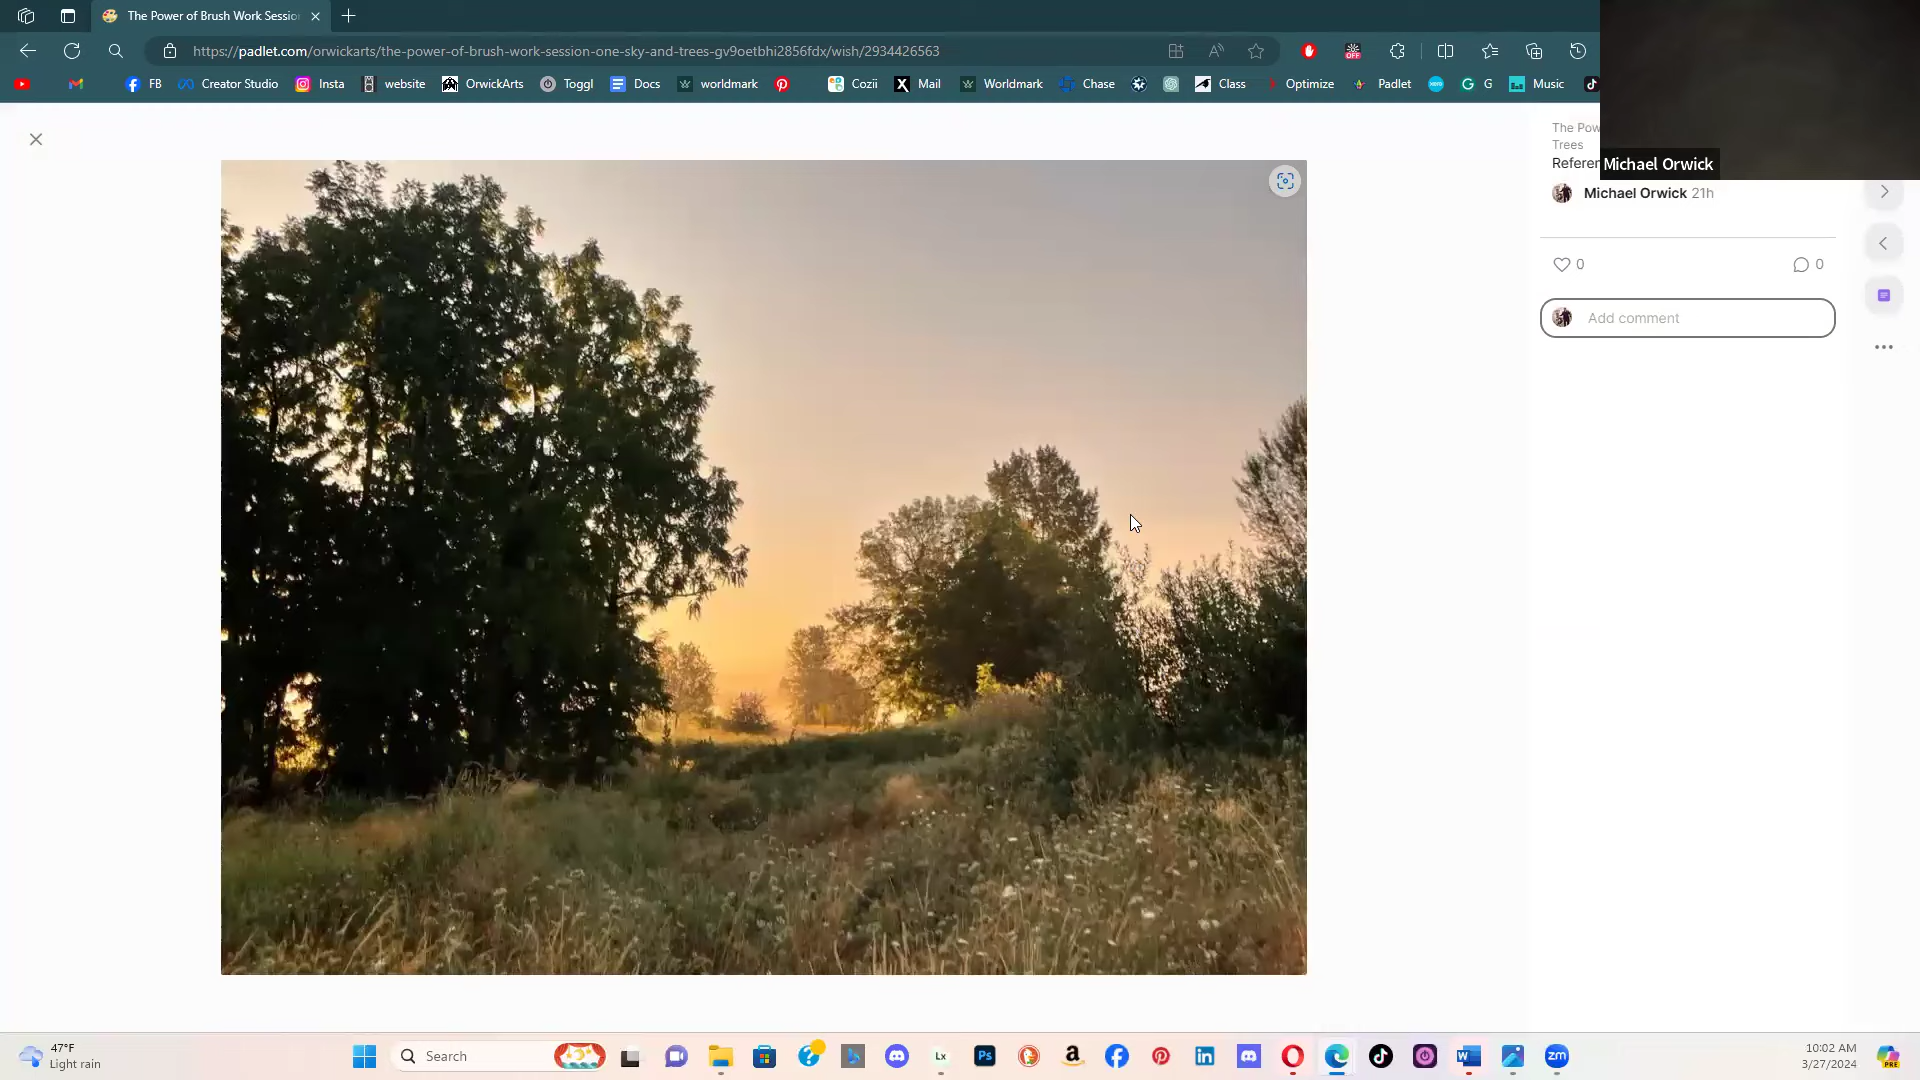 The Power of Brush Work Sessio
https://padlet.com/orwickarts/the-power-of-brush-work-session-one-sky-and-trees-gv9oetbhi2856fdx/wish/2934426563
FB
Creator Studio
Insta
website
OrwickArts
Toggl
Docs
worldmark
Cozii
Mail
Worldmark
Chase
Class
Optimize
Padlet
G
Music
The Pow
Trees
Referen
Michael Orwick
Michael Orwick 21h
0
0
Add comment
47°F
Light rain
Search
10:02 AM
3/27/2024